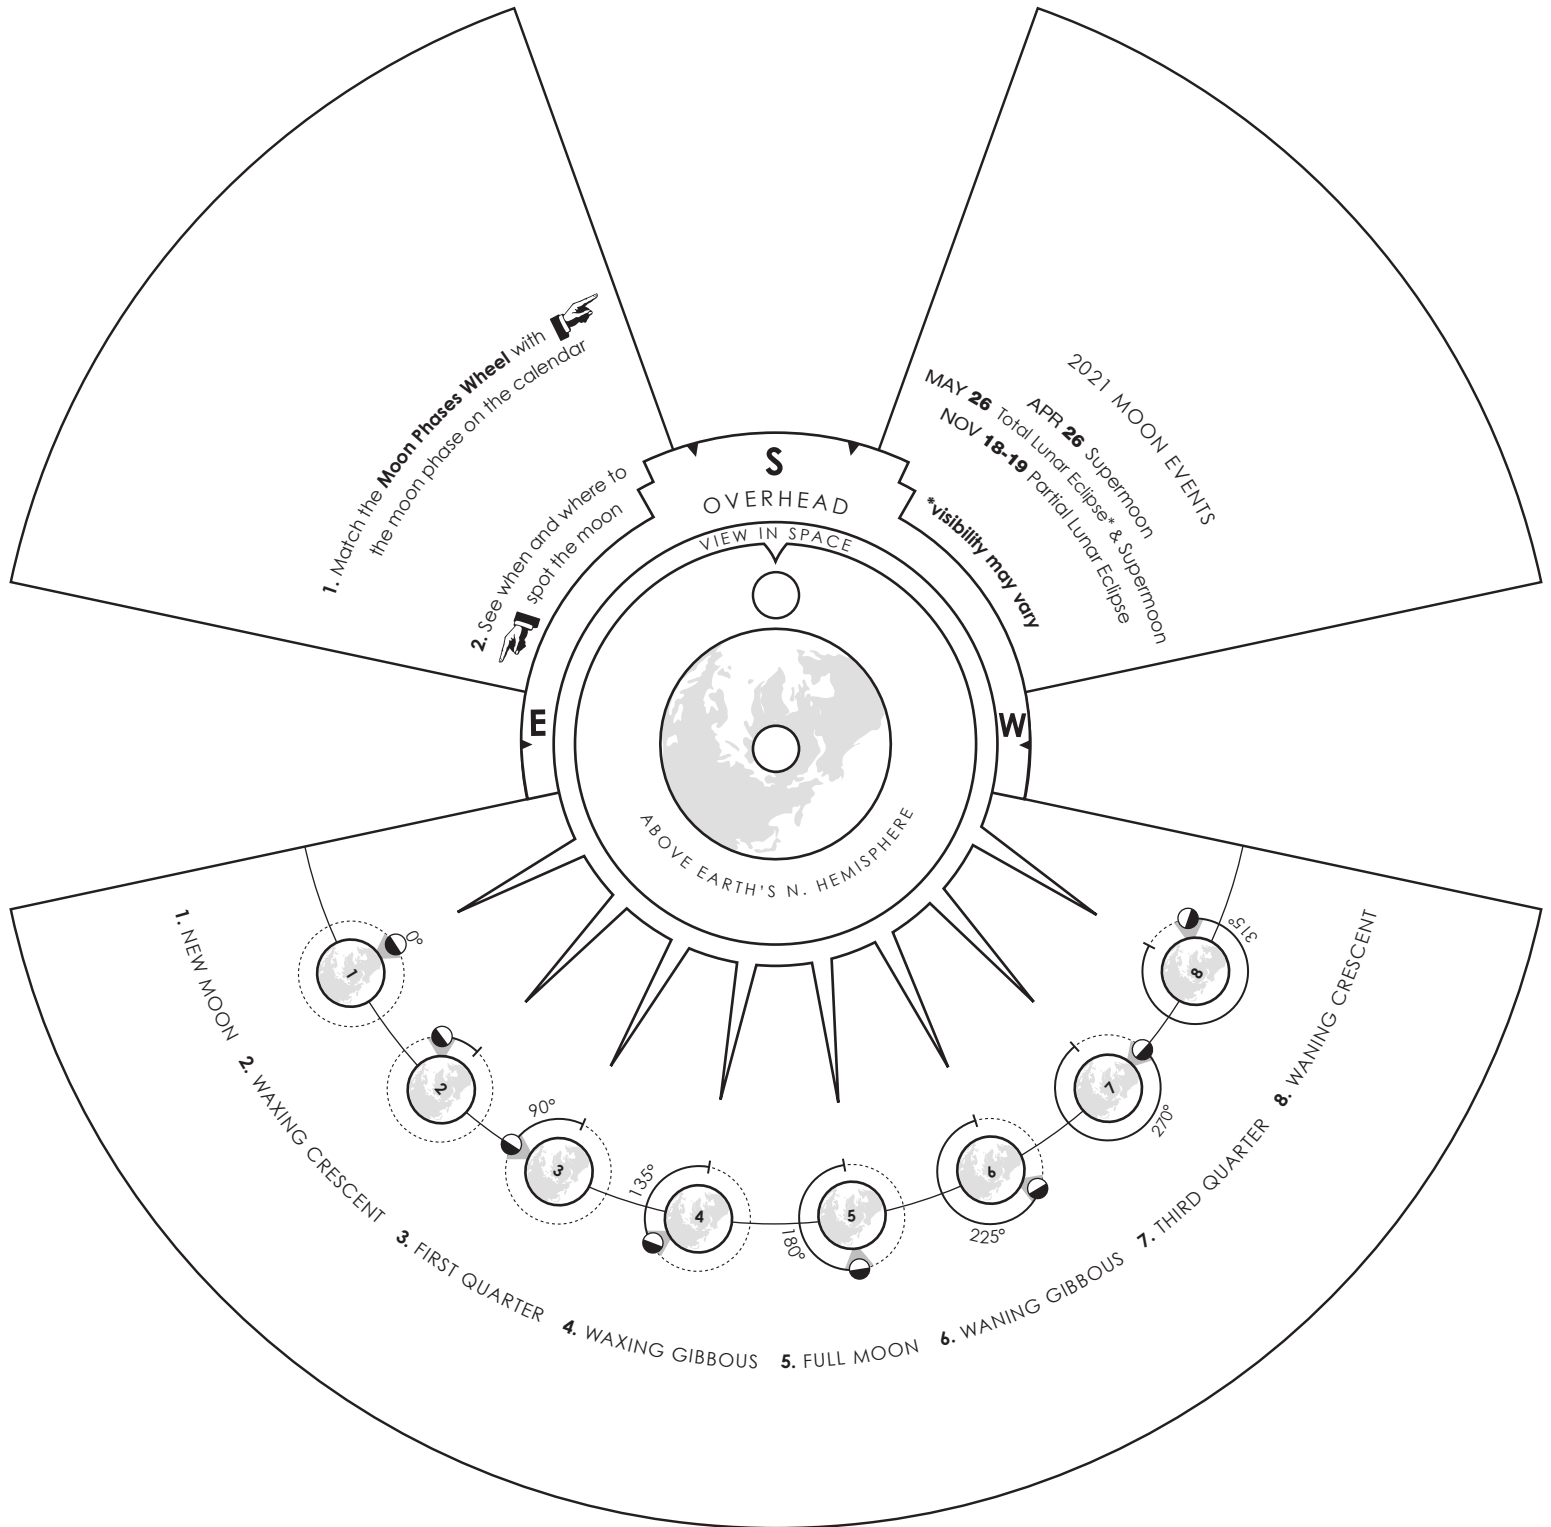 1. Match the Moon Phases Wheel with
the moon phase on the calendar
2. See when and where to
spot the moon
2021 MOON EVENTS
APR 26 Supermoon
MAY 26 Total Lunar Eclipse* & Supermoon
NOV 18-19 Partial Lunar Eclipse
*visibility may vary
S
OVERHEAD
VIEW IN SPACE
E
W
ABOVE EARTH'S N. HEMISPHERE
1
0°
2
3
90°
4
135°
5
180°
6
225°
7
270°
8
315°
1. NEW MOON
2. WAXING CRESCENT
3. FIRST QUARTER
4. WAXING GIBBOUS
5. FULL MOON
6. WANING GIBBOUS
7. THIRD QUARTER
8. WANING CRESCENT